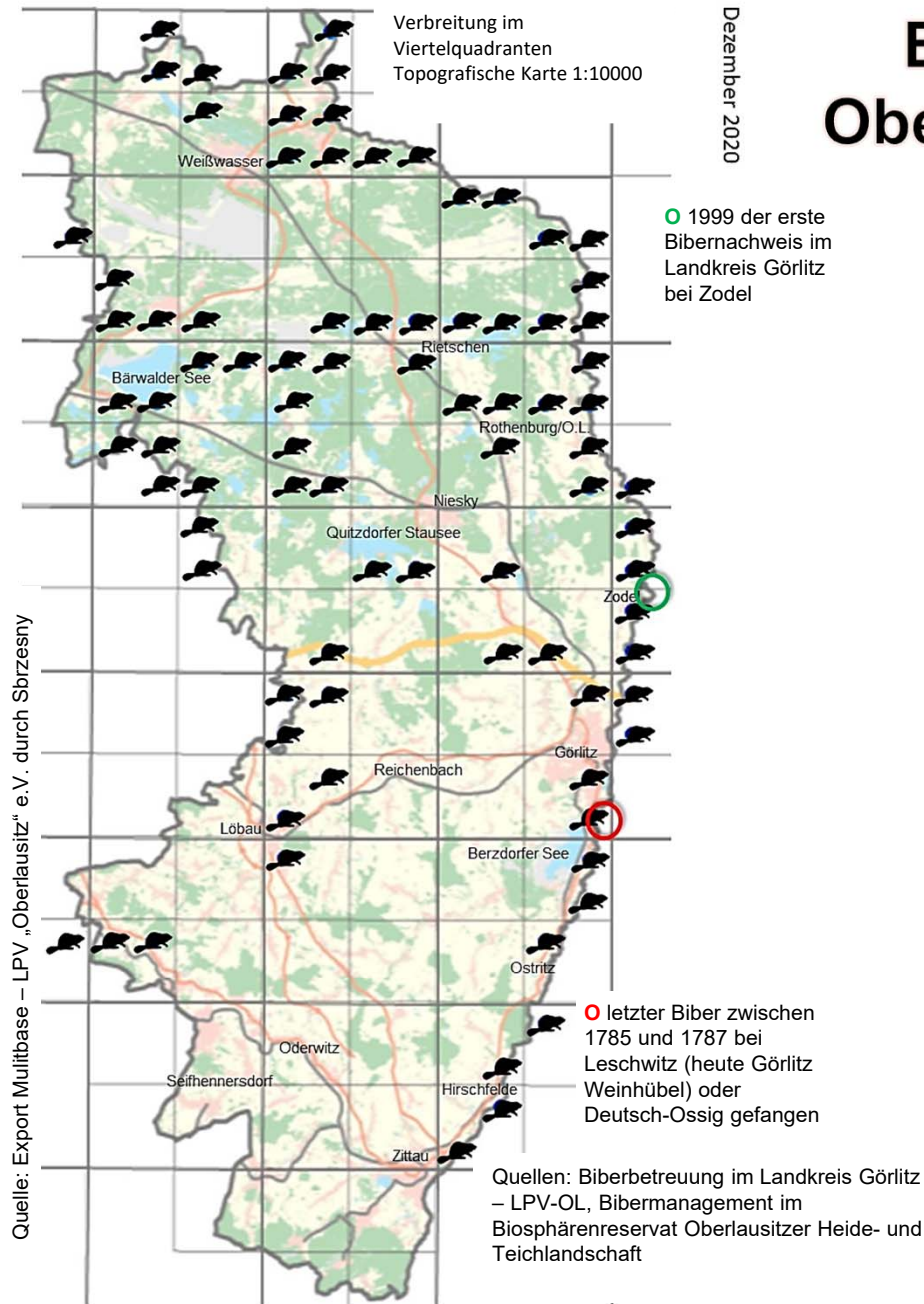 Verbreitung im
Viertelquadranten
Topografische Karte 1:10000
Dezember 2020
B
Obe
O 1999 der erste
Bibernachweis im
Landkreis Görlitz
bei Zodel
Weißwasser
Rietschen
Bärwalder See
Rothenburg/O.L.
Niesky
Quitzdorfer Stausee
Zodel
Görlitz
Reichenbach
Löbau
Berzdorfer See
Ostritz
O letzter Biber zwischen
1785 und 1787 bei
Leschwitz (heute Görlitz
Weinhübel) oder
Deutsch-Ossig gefangen
Oderwitz
Seifhennersdorf
Hirschfelde
Zittau
Quellen: Biberbetreuung im Landkreis Görlitz
– LPV-OL, Bibermanagement im
Biosphärenreservat Oberlausitzer Heide- und
Teichlandschaft
Quelle: Export Mulitbase – LPV „Oberlausitz“ e.V. durch Sbrzesny